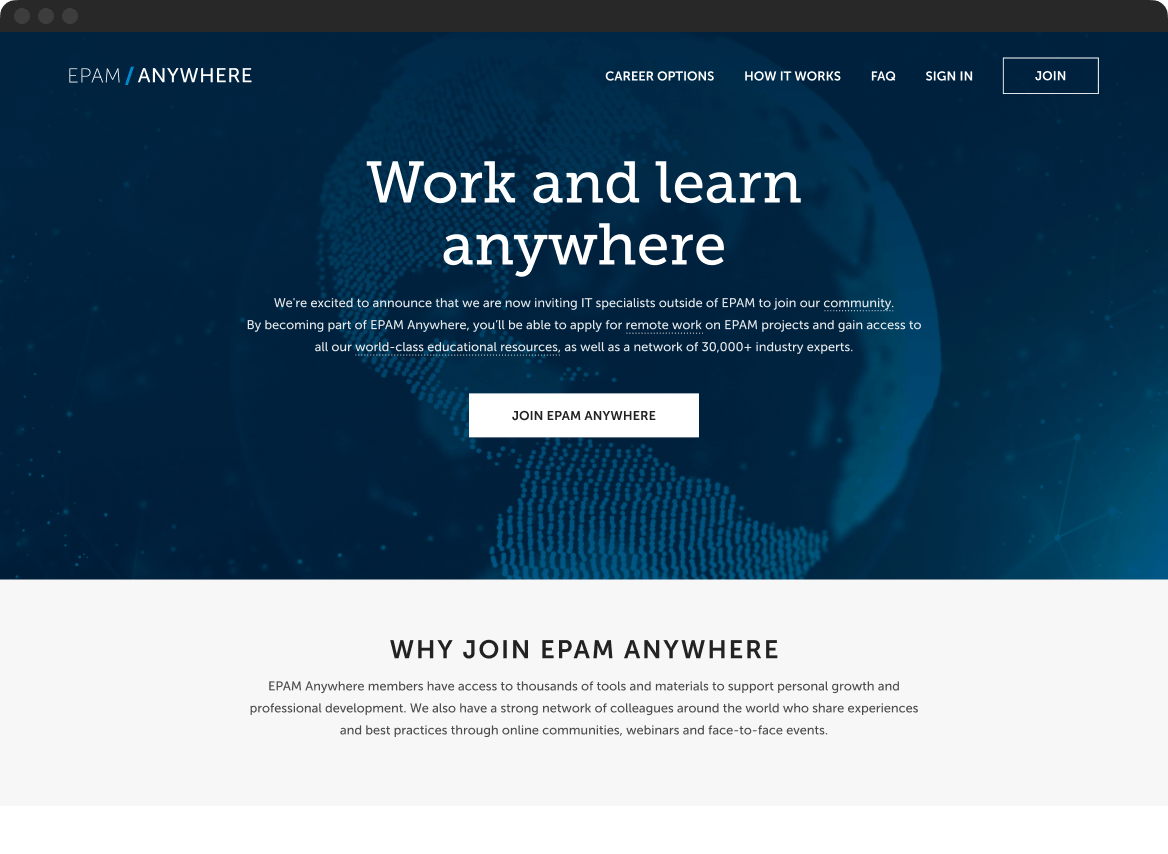 EPAM / ANYWHERE
CAREER OPTIONS HOW IT WORKS FAQ SIGN IN JOIN
Work and learn
anywhere
We’re excited to announce that we are now inviting IT specialists outside of EPAM to join our community.
By becoming part of EPAM Anywhere, you’ll be able to apply for remote work on EPAM projects and gain access to
all our world-class educational resources, as well as a network of 30,000+ industry experts.
JOIN EPAM ANYWHERE
WHY JOIN EPAM ANYWHERE
EPAM Anywhere members have access to thousands of tools and materials to support personal growth and
professional development. We also have a strong network of colleagues around the world who share experiences
and best practices through online communities, webinars and face-to-face events.